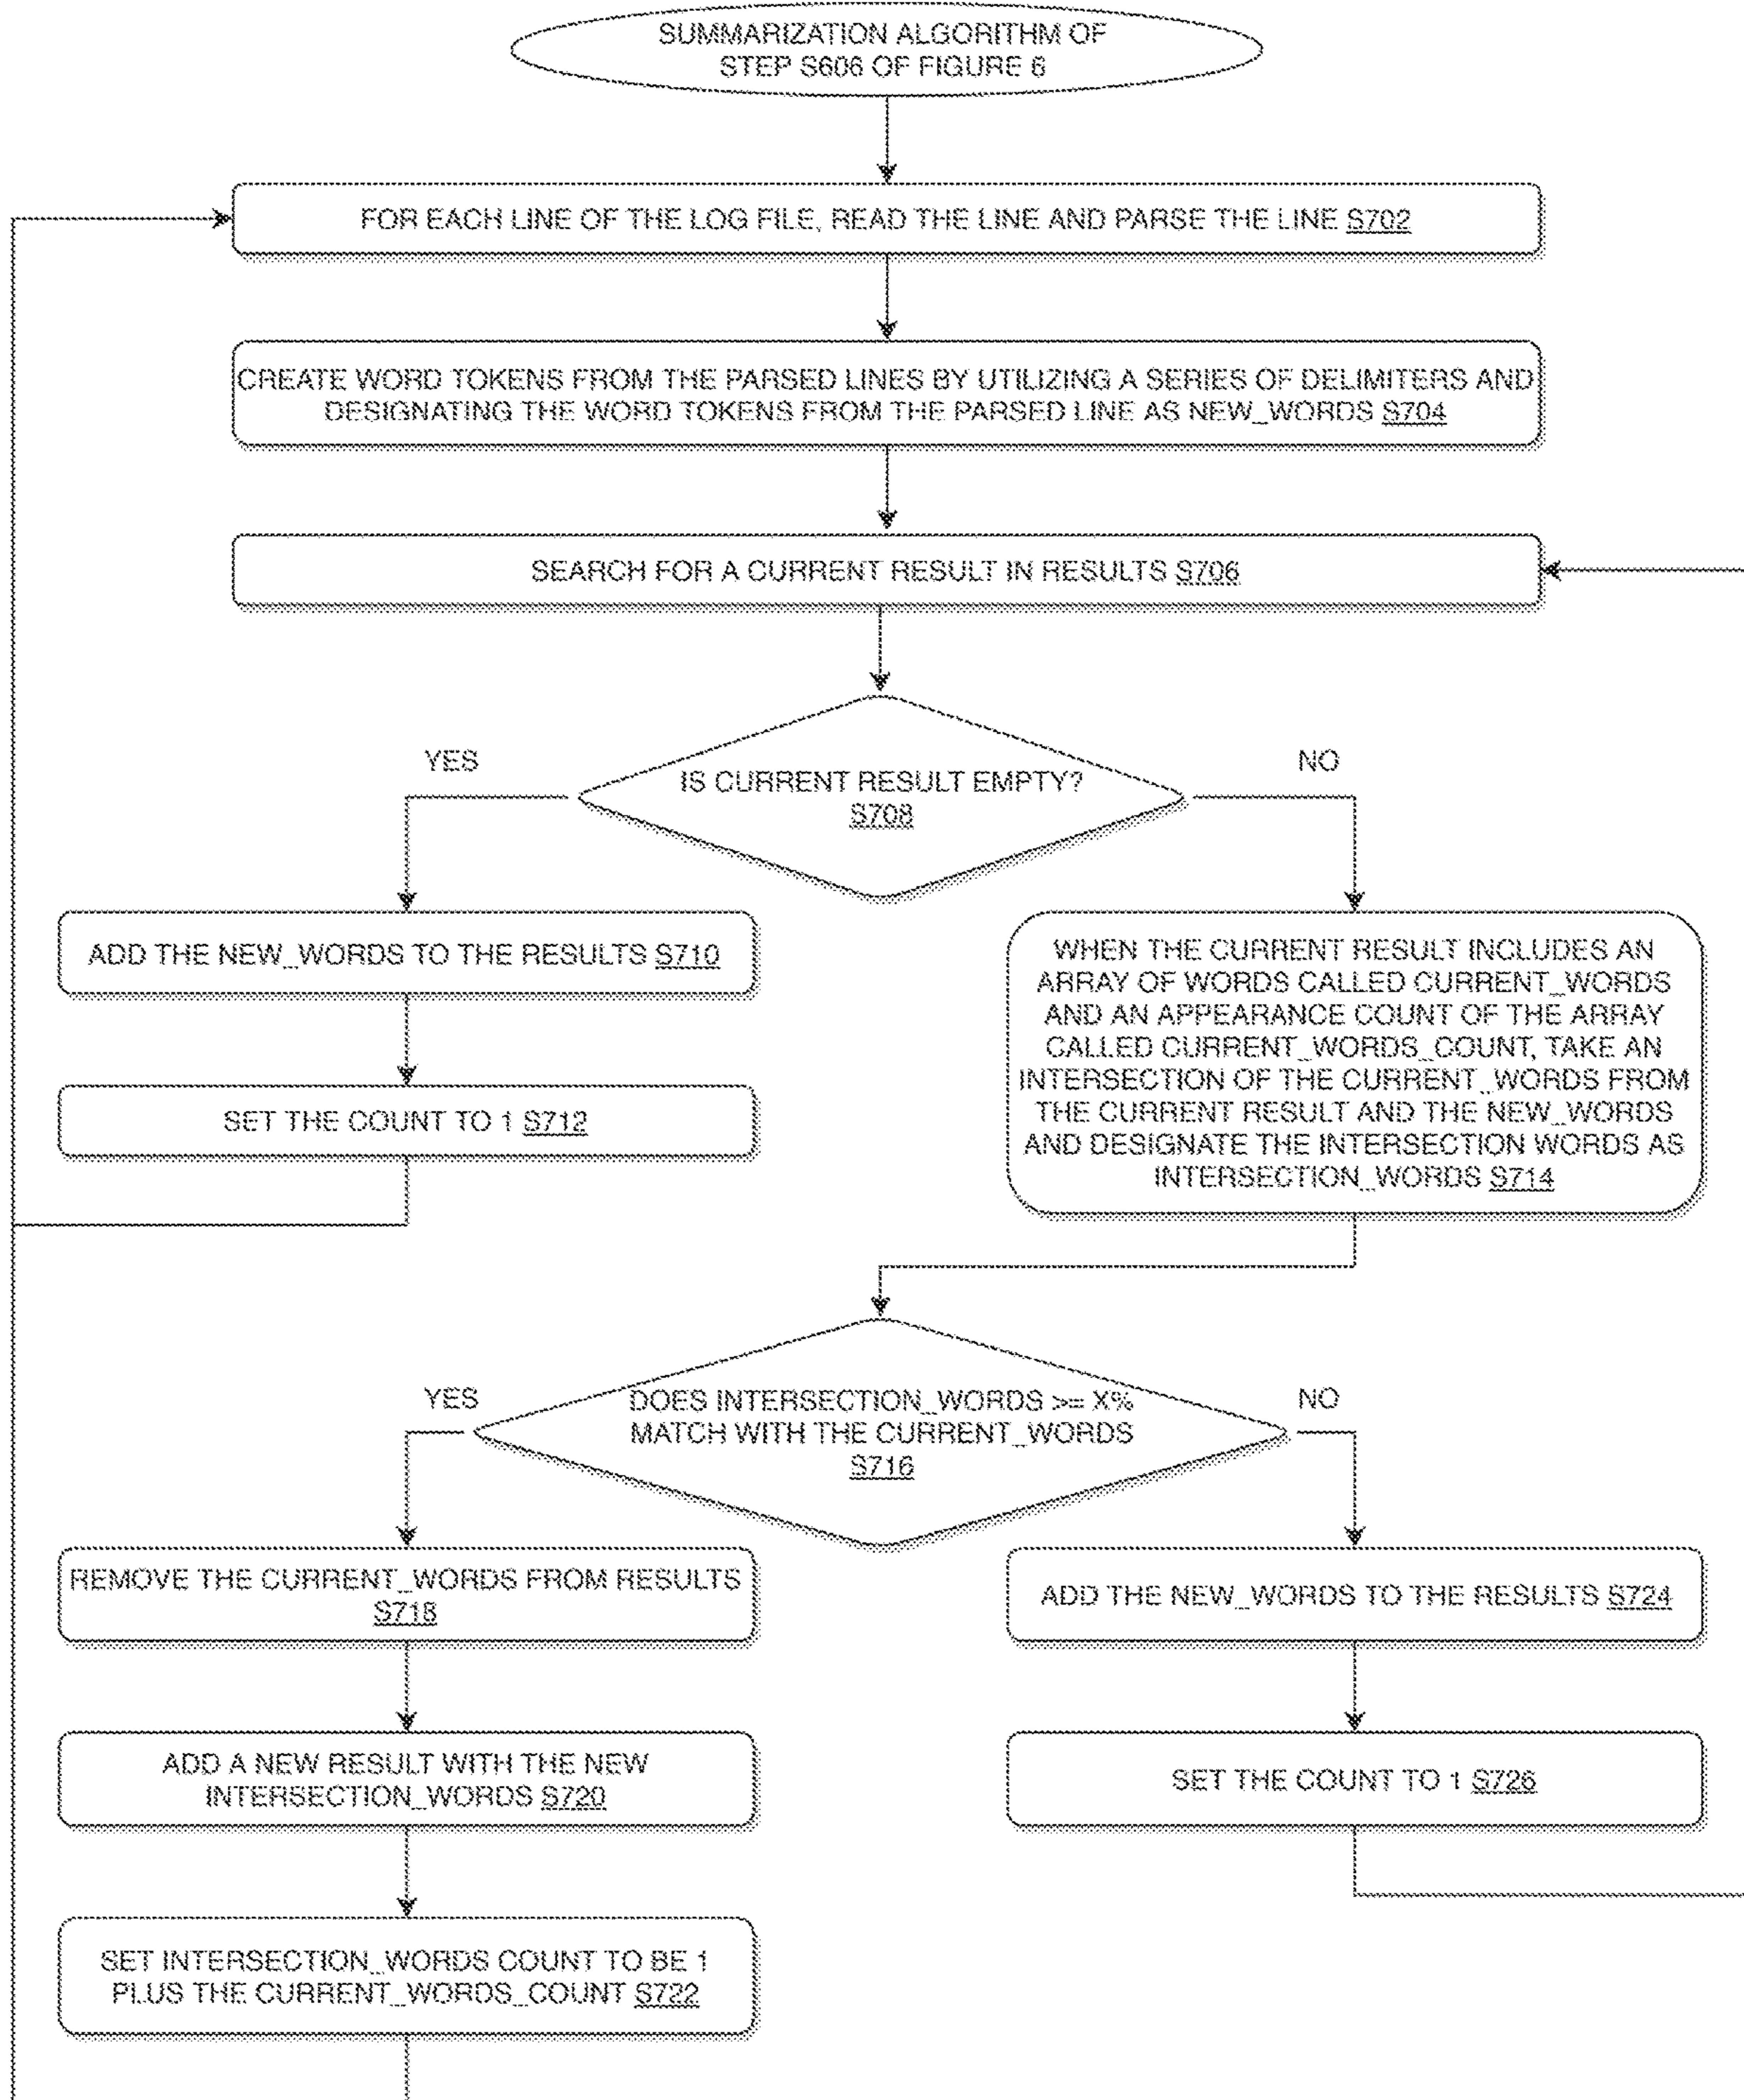 SUMMARIZATION ALGORITHM OF
STEP S606 OF FIGURE 6
FOR EACH LINE OF THE LOG FILE, READ THE LINE AND PARSE THE LINE S702
CREATE WORD TOKENS FROM THE PARSED LINES BY UTILIZING A SERIES OF DELIMITERS AND
DESIGNATING THE WORD TOKENS FROM THE PARSED LINE AS NEW_WORDS S704
SEARCH FOR A CURRENT RESULT IN RESULTS S706
YES
NO
IS CURRENT RESULT EMPTY?
S708
ADD THE NEW_WORDS TO THE RESULTS S710
SET THE COUNT TO 1 S712
WHEN THE CURRENT RESULT INCLUDES AN
ARRAY OF WORDS CALLED CURRENT_WORDS
AND AN APPEARANCE COUNT OF THE ARRAY
CALLED CURRENT_WORDS_COUNT, TAKE AN
INTERSECTION OF THE CURRENT_WORDS FROM
THE CURRENT RESULT AND THE NEW_WORDS
AND DESIGNATE THE INTERSECTION WORDS AS
INTERSECTION_WORDS S714
YES
NO
DOES INTERSECTION_WORDS >= X%
MATCH WITH THE CURRENT_WORDS
S716
REMOVE THE CURRENT_WORDS FROM RESULTS
S718
ADD A NEW RESULT WITH THE NEW
INTERSECTION_WORDS S720
SET INTERSECTION_WORDS COUNT TO BE 1
PLUS THE CURRENT_WORDS_COUNT S722
ADD THE NEW_WORDS TO THE RESULTS S724
SET THE COUNT TO 1 S726